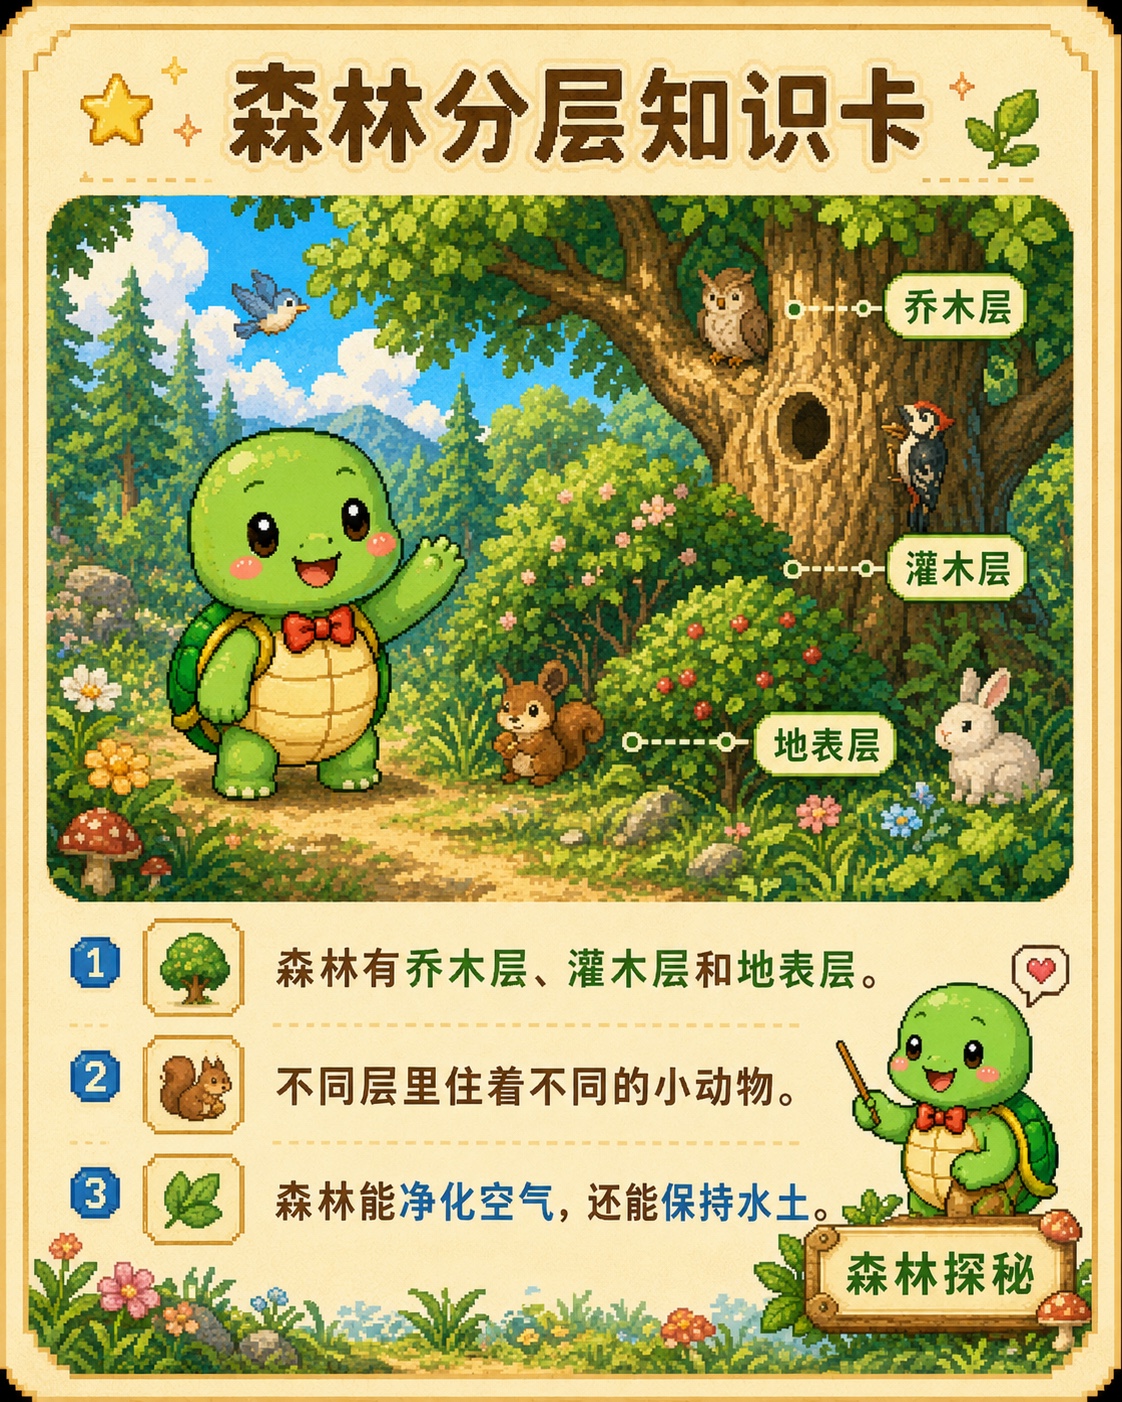 森林分层知识卡
乔木层
灌木层
地表层
1 森林有乔木层、灌木层和地表层。
2 不同层里住着不同的小动物。
3 森林能净化空气，还能保持水土。
森林探秘